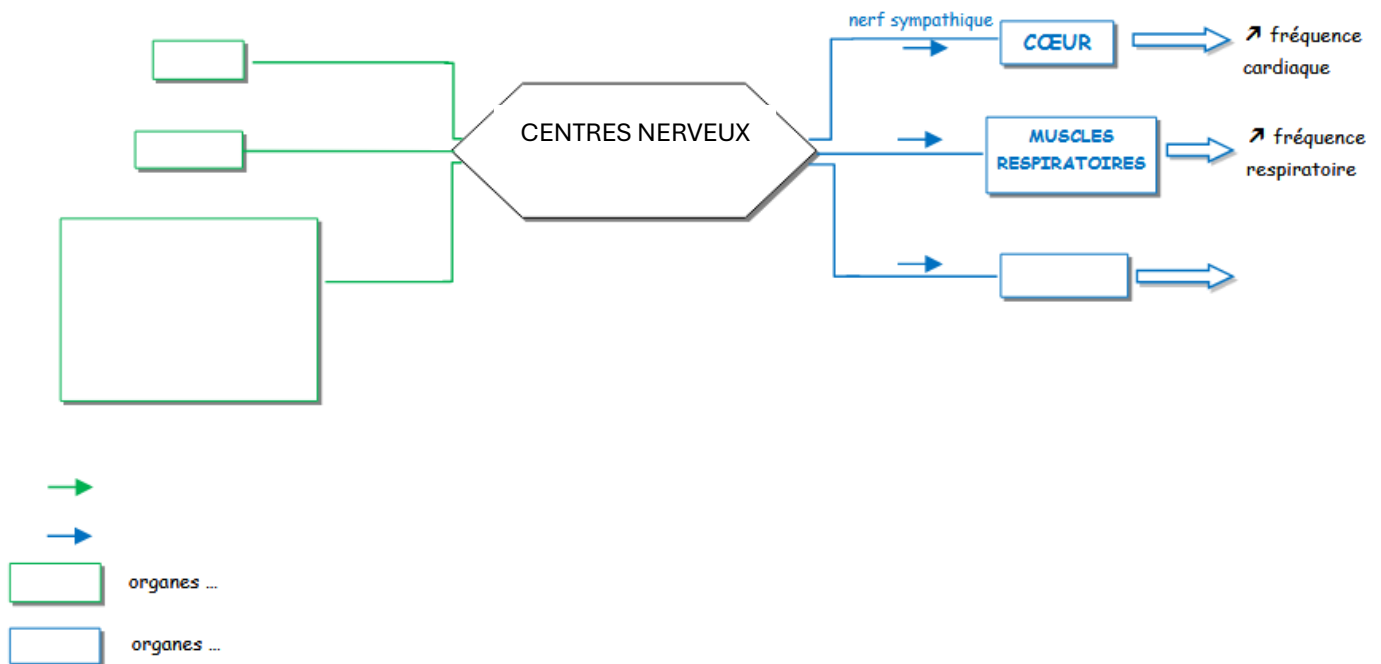 nerf sympathique
CŒUR
↗ fréquence
cardiaque
CENTRES NERVEUX
MUSCLES
RESPIRATOIRES
↗ fréquence
respiratoire
organes ...
organes ...